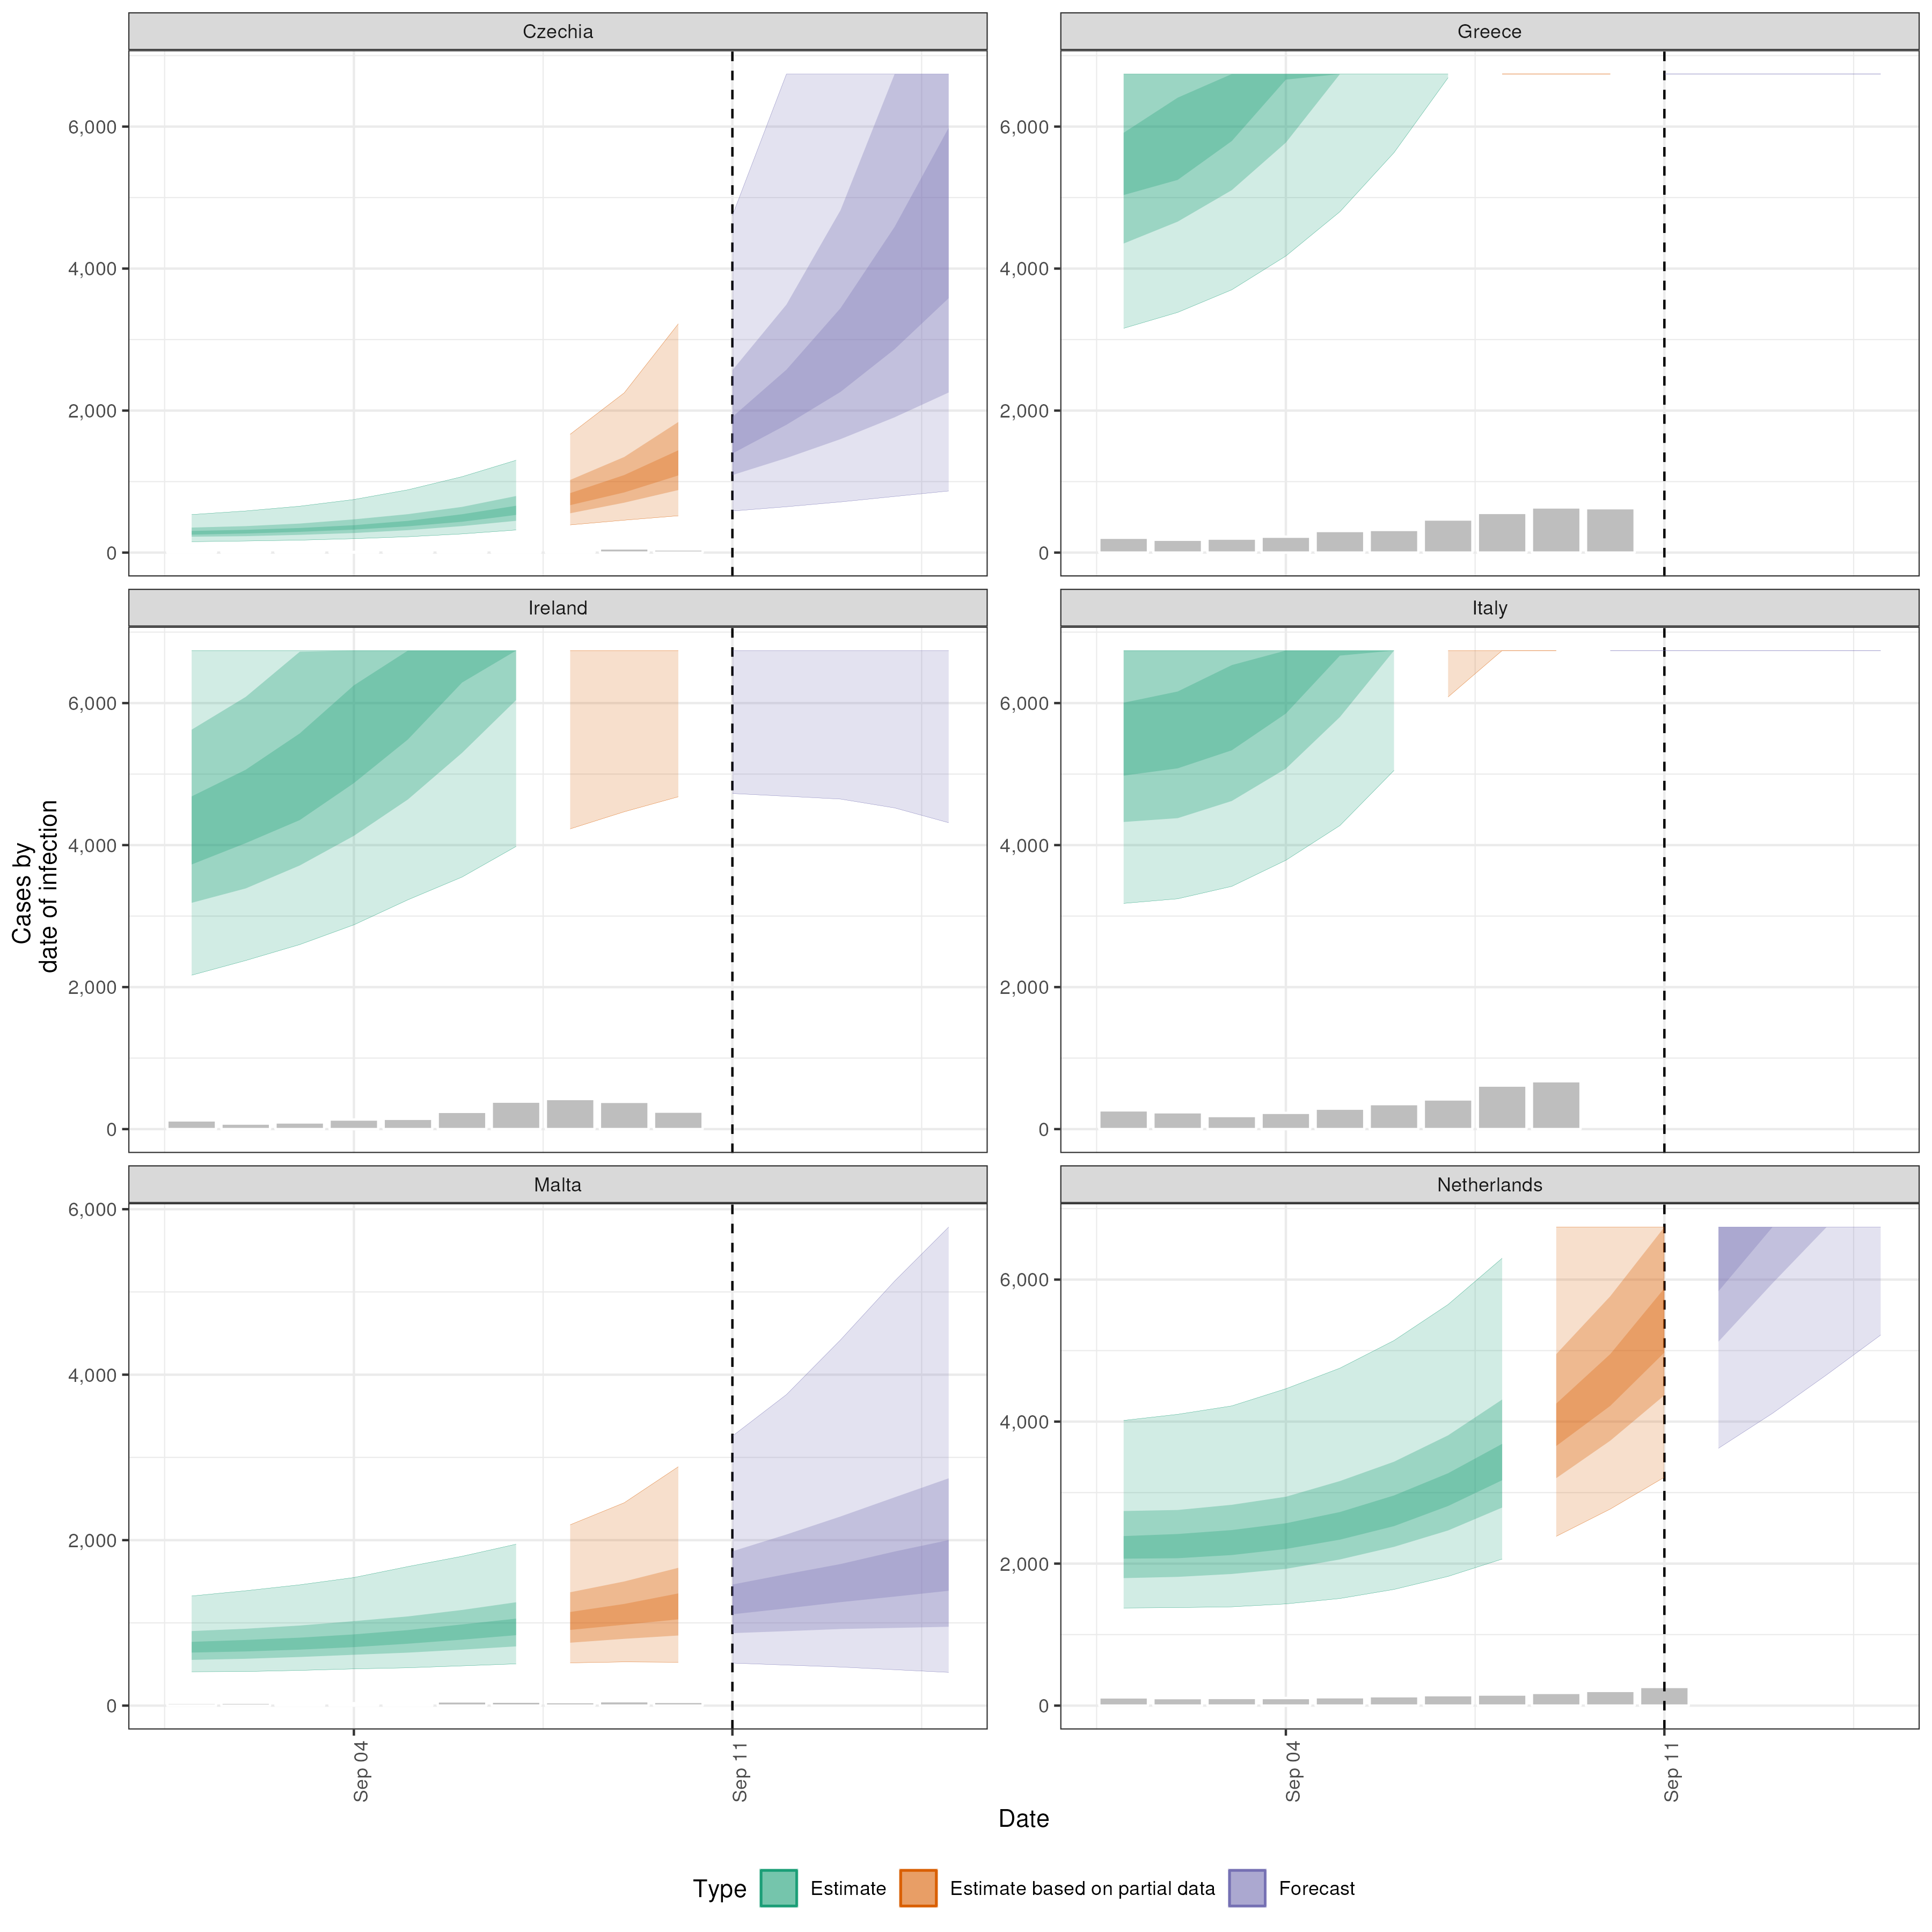 Czechia
Greece
6,000
4,000
2,000
0
6,000
4,000
2,000
0
Ireland
Italy
6,000
4,000
2,000
0
6,000
4,000
2,000
0
Cases by
date of infection
Malta
Netherlands
6,000
4,000
2,000
0
6,000
4,000
2,000
0
Sep 04
Sep 11
Sep 04
Sep 11
Date
Type Estimate Estimate based on partial data Forecast